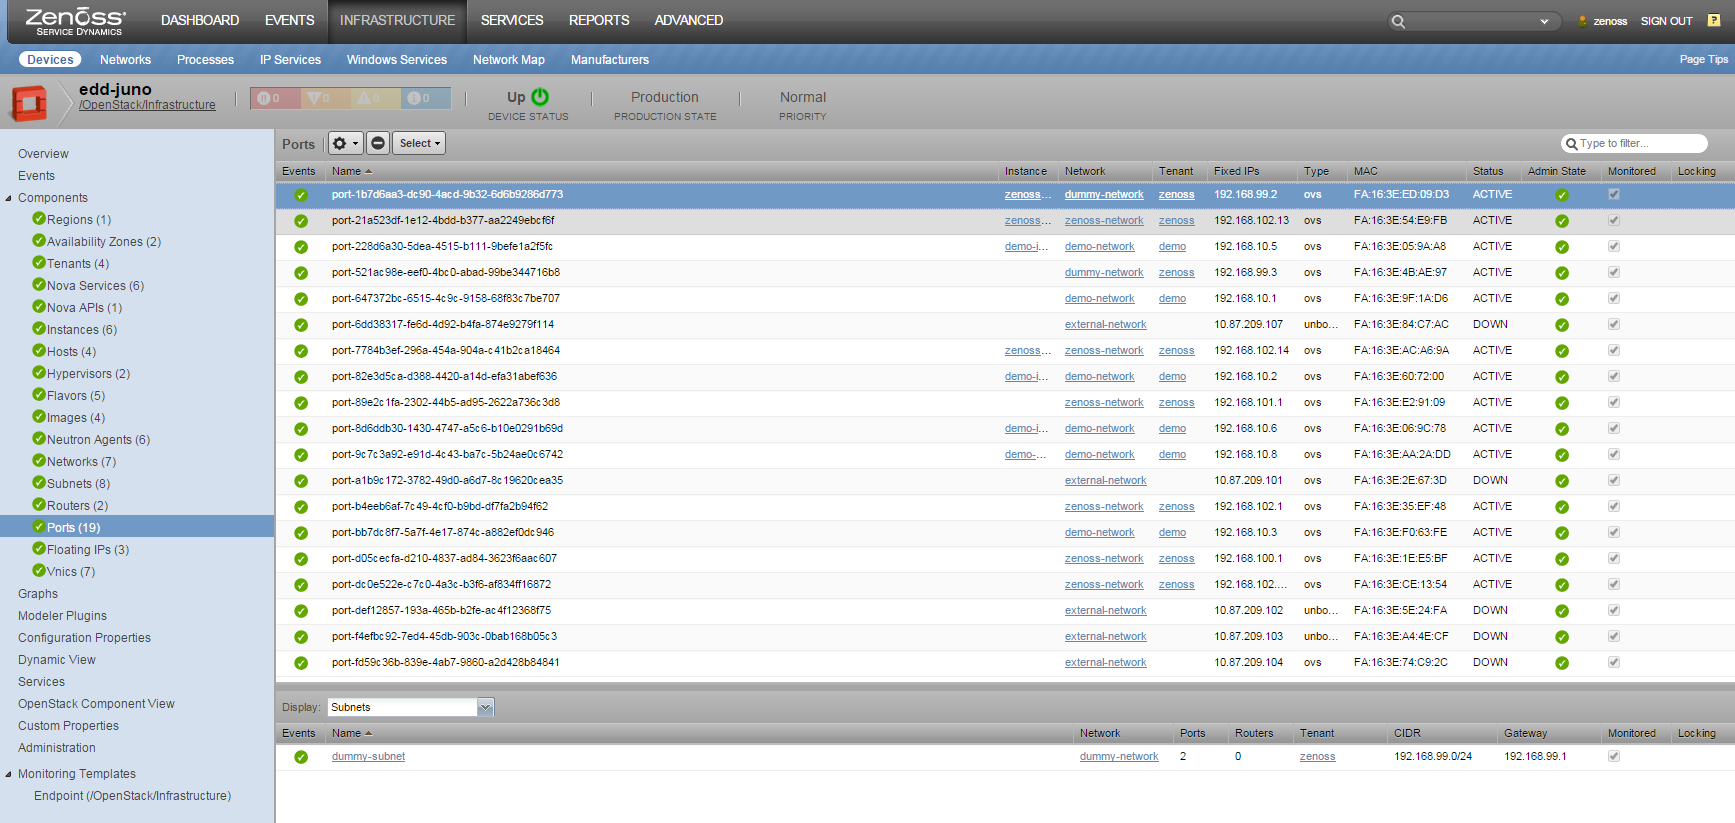 Zenoss DASHBOARD EVENTS INFRASTRUCTURE SERVICES REPORTS ADVANCED zenoss SIGN OUT ?
SERVICE DYNAMICS
Devices Networks Processes IP Services Windows Services Network Map Manufacturers Page Tips
edd-juno
/OpenStack/Infrastructure
0 0 0 0
Up Production Normal
DEVICE STATUS PRODUCTION STATE PRIORITY
Overview
Events
Components
Regions (1)
Availability Zones (2)
Tenants (4)
Nova Services (6)
Nova APIs (1)
Instances (6)
Hosts (4)
Hypervisors (2)
Flavors (5)
Images (4)
Neutron Agents (6)
Networks (7)
Subnets (8)
Routers (2)
Ports (19)
Floating IPs (3)
Vnics (7)
Graphs
Modeler Plugins
Configuration Properties
Dynamic View
Services
OpenStack Component View
Custom Properties
Administration
Monitoring Templates
Endpoint (/OpenStack/Infrastructure)
Ports Select Type to filter...
Events Name Instance Network Tenant Fixed IPs Type MAC Status Admin State Monitored Locking
port-1b7d6aa3-dc90-4acd-9b32-6d6b9286d773 zenoss... dummy-network zenoss 192.168.99.2 ovs FA:16:3E:ED:09:D3 ACTIVE
port-21a523df-1e12-4bdd-b377-aa2249ebcf6f zenoss... zenoss-network zenoss 192.168.102.13 ovs FA:16:3E:54:E9:FB ACTIVE
port-228d6a30-5dea-4515-b111-9befe1a2f5fc demo-i... demo-network demo 192.168.10.5 ovs FA:16:3E:05:9A:A8 ACTIVE
port-521ac98e-eef0-4bc0-abad-99be344716b8 dummy-network zenoss 192.168.99.3 ovs FA:16:3E:4B:AE:97 ACTIVE
port-647372bc-6515-4c9c-9158-68f83c7be707 demo-network demo 192.168.10.1 ovs FA:16:3E:9F:1A:D6 ACTIVE
port-6dd38317-fe6d-4d92-b4fa-874e9279f114 external-network 10.87.209.107 unbo... FA:16:3E:84:C7:AC DOWN
port-7784b3ef-296a-454a-904a-c41b2ca18464 zenoss... zenoss-network zenoss 192.168.102.14 ovs FA:16:3E:AC:A6:9A ACTIVE
port-82e3d5ca-d388-4420-a14d-efa31abef636 demo-i... demo-network demo 192.168.10.2 ovs FA:16:3E:60:72:00 ACTIVE
port-89e2c1fa-2302-44b5-ad95-2622a736c3d8 zenoss-network zenoss 192.168.101.1 ovs FA:16:3E:E2:91:09 ACTIVE
port-8d6ddb30-1430-4747-a5c6-b10e0291b69d demo-i... demo-network demo 192.168.10.6 ovs FA:16:3E:06:9C:78 ACTIVE
port-9c7c3a92-e91d-4c43-ba7c-5b24ae0c6742 demo-... demo-network demo 192.168.10.8 ovs FA:16:3E:AA:2A:DD ACTIVE
port-a1b9c172-3782-49d0-a6d7-8c19620cea35 external-network 10.87.209.101 ovs FA:16:3E:2E:67:3D DOWN
port-b4eeb6af-7c49-4cf0-b9bd-df7fa2b94f62 zenoss-network zenoss 192.168.102.1 ovs FA:16:3E:35:EF:48 ACTIVE
port-bb7dc8f7-5a7f-4e17-874c-a882ef0dc946 demo-network demo 192.168.10.3 ovs FA:16:3E:F0:63:FE ACTIVE
port-d05cecfa-d210-4837-ad84-3623f6aac607 zenoss-network zenoss 192.168.100.1 ovs FA:16:3E:1E:E5:BF ACTIVE
port-dc0e522e-c7c0-4a3c-b3f6-af834ff16872 zenoss-network zenoss 192.168.102.... ovs FA:16:3E:CE:13:54 ACTIVE
port-def12857-193a-465b-b2fe-ac4f12368f75 external-network 10.87.209.102 unbo... FA:16:3E:5E:24:FA DOWN
port-f4efbc92-7ed4-45db-903c-0bab168b05c3 external-network 10.87.209.103 unbo... FA:16:3E:A4:4E:CF DOWN
port-fd59c36b-839e-4ab7-9860-a2d428b84841 external-network 10.87.209.104 ovs FA:16:3E:74:C9:2C DOWN
Display: Subnets
Events Name Network Ports Routers Tenant CIDR Gateway Monitored Locking
dummy-subnet dummy-network 2 0 zenoss 192.168.99.0/24 192.168.99.1